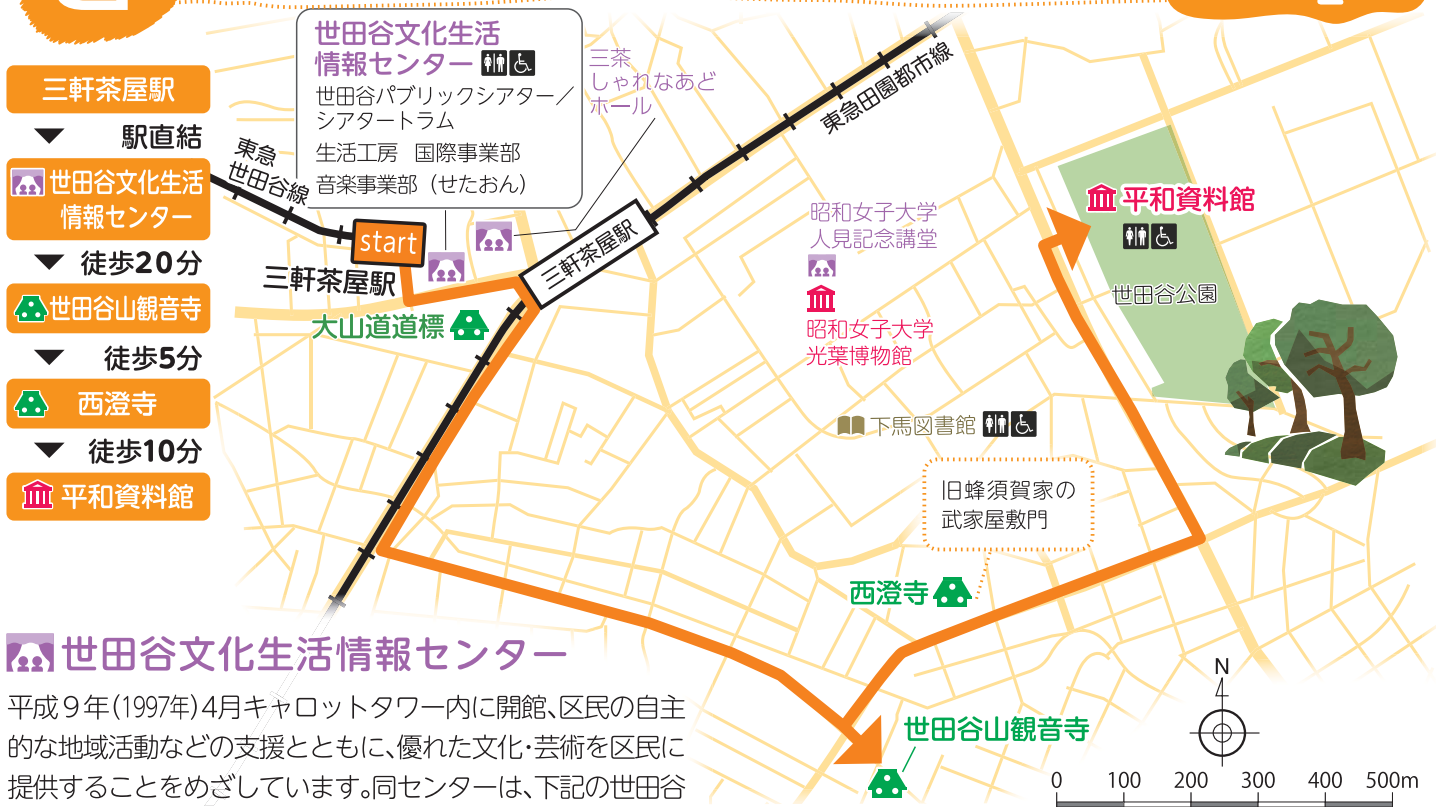 三軒茶屋駅
駅直結
世田谷文化生活
情報センター
徒歩20分
世田谷山観音寺
徒歩5分
西澄寺
徒歩10分
平和資料館
世田谷文化生活
情報センター
世田谷パブリックシアター／
シアタートラム
生活工房 国際事業部
音楽事業部（せたおん）
三茶
しゃれなあど
ホール
東急田園都市線
東急
世田谷線
start
三軒茶屋駅
三軒茶屋駅
大山道道標
昭和女子大学
人見記念講堂
昭和女子大学
光葉博物館
平和資料館
世田谷公園
下馬図書館
旧蜂須賀家の
武家屋敷門
西澄寺
世田谷山観音寺
N
0 100 200 300 400 500m
世田谷文化生活情報センター
平成９年(1997年)4月キャロットタワー内に開館、区民の自主
的な地域活動などの支援とともに、優れた文化・芸術を区民に
提供することをめざしています。同センターは、下記の世田谷